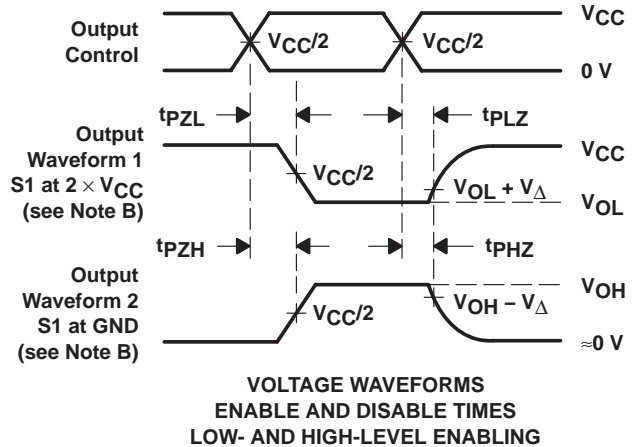 Output
Control
VCC/2
VCC/2
VCC
0 V
tPZL
tPLZ
Output
Waveform 1
S1 at 2 × VCC
(see Note B)
VCC/2
VOL + VΔ
VCC
VOL
tPZH
tPHZ
Output
Waveform 2
S1 at GND
(see Note B)
VCC/2
VOH − VΔ
VOH
≈0 V
VOLTAGE WAVEFORMS
ENABLE AND DISABLE TIMES
LOW- AND HIGH-LEVEL ENABLING